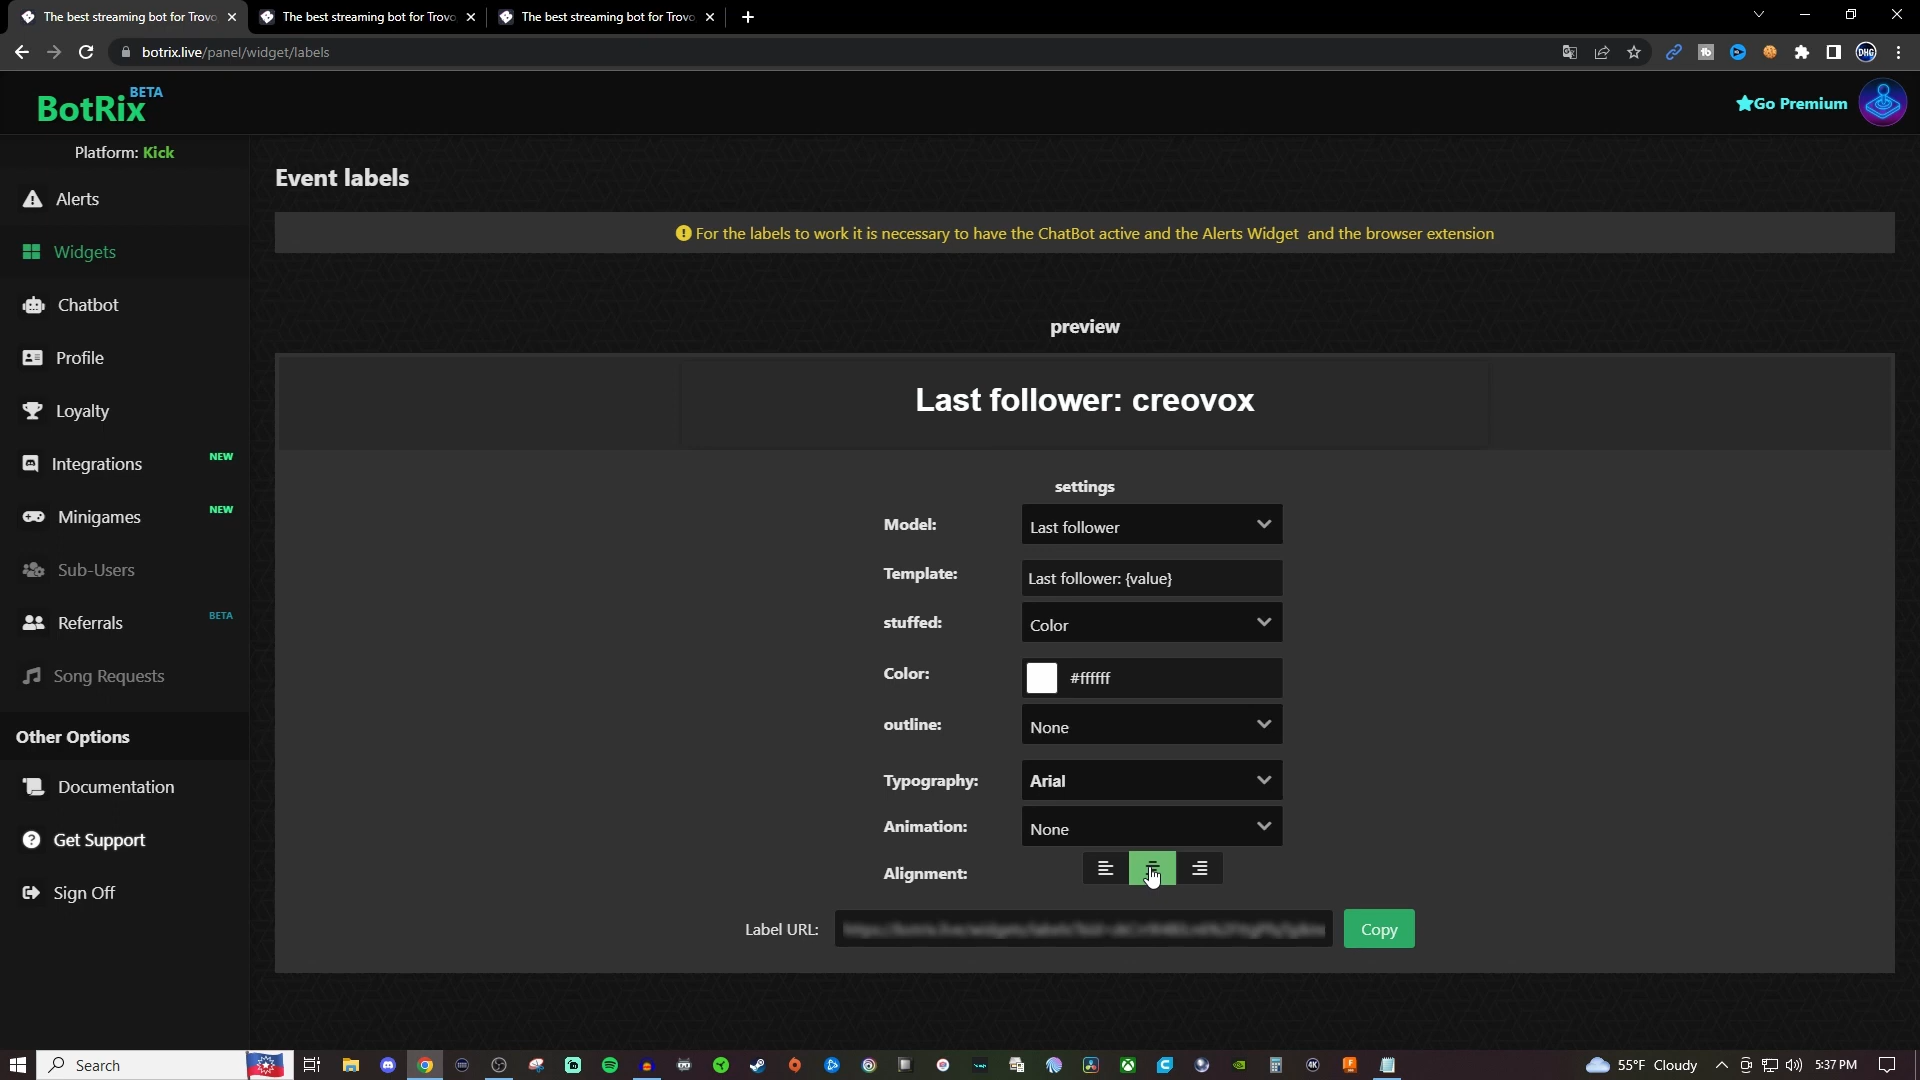 The best streaming bot for Trovo
The best streaming bot for Trovo
The best streaming bot for Trovo
botrix.live/panel/widget/labels
BotRix BETA
Go Premium
Platform: Kick
Alerts
Widgets
Chatbot
Profile
Loyalty
Integrations NEW
Minigames NEW
Sub-Users
Referrals BETA
Song Requests
Other Options
Documentation
Get Support
Sign Off
Event labels
For the labels to work it is necessary to have the ChatBot active and the Alerts Widget and the browser extension
preview
Last follower: creovox
settings
Model: Last follower
Template: Last follower: {value}
stuffed: Color
Color: #ffffff
outline: None
Typography: Arial
Animation: None
Alignment:
Label URL:
Copy
Search
55°F Cloudy
5:37 PM